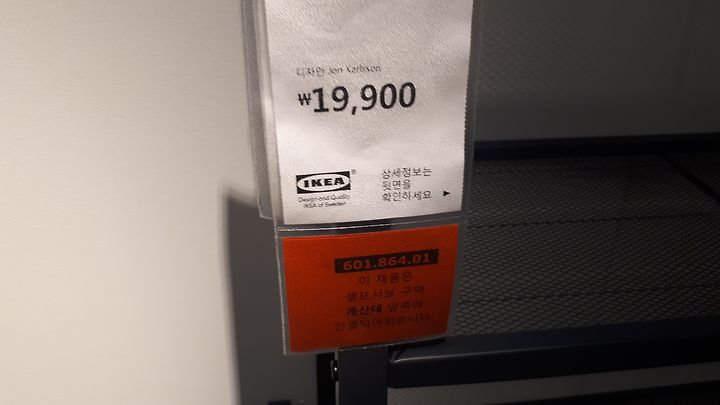 디자인 Jon Karlsson
₩19,900
IKEA®
Design and Quality
IKEA of Sweden
상세정보는
뒷면을
확인하세요 ▶
601.864.01
이 제품은
셀프서브 구역
계산대 앞쪽에
진열되어있습니다